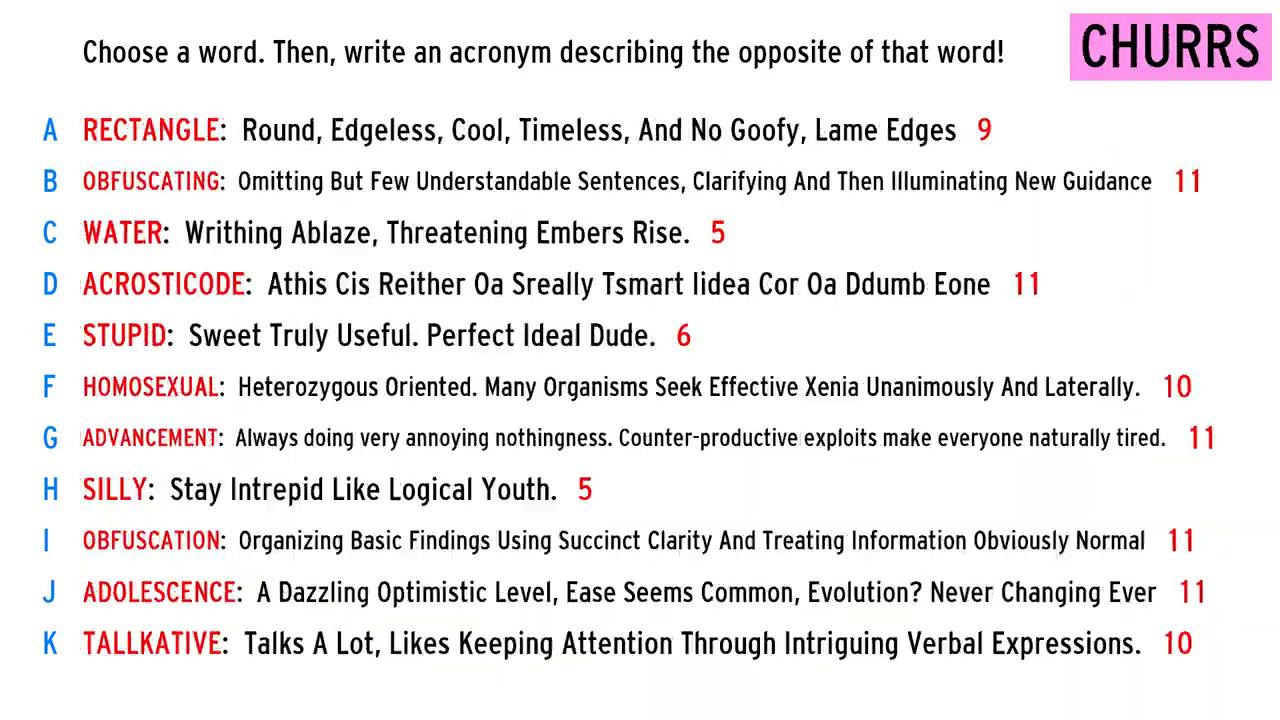 Choose a word. Then, write an acronym describing the opposite of that word!
CHURRS
A RECTANGLE: Round, Edgeless, Cool, Timeless, And No Goofy, Lame Edges 9
B OBFUSCATING: Omitting But Few Understandable Sentences, Clarifying And Then Illuminating New Guidance 11
C WATER: Writhing Ablaze, Threatening Embers Rise. 5
D ACROSTICODE: Athis Cis Reither Oa Sreally Tsmart Iidea Cor Oa Ddumb Eone 11
E STUPID: Sweet Truly Useful. Perfect Ideal Dude. 6
F HOMOSEXUAL: Heterozygous Oriented. Many Organisms Seek Effective Xenia Unanimously And Laterally. 10
G ADVANCEMENT: Always doing very annoying nothingness. Counter-productive exploits make everyone naturally tired. 11
H SILLY: Stay Intrepid Like Logical Youth. 5
I OBFUSCATION: Organizing Basic Findings Using Succinct Clarity And Treating Information Obviously Normal 11
J ADOLESCENCE: A Dazzling Optimistic Level, Ease Seems Common, Evolution? Never Changing Ever 11
K TALLKATIVE: Talks A Lot, Likes Keeping Attention Through Intriguing Verbal Expressions. 10